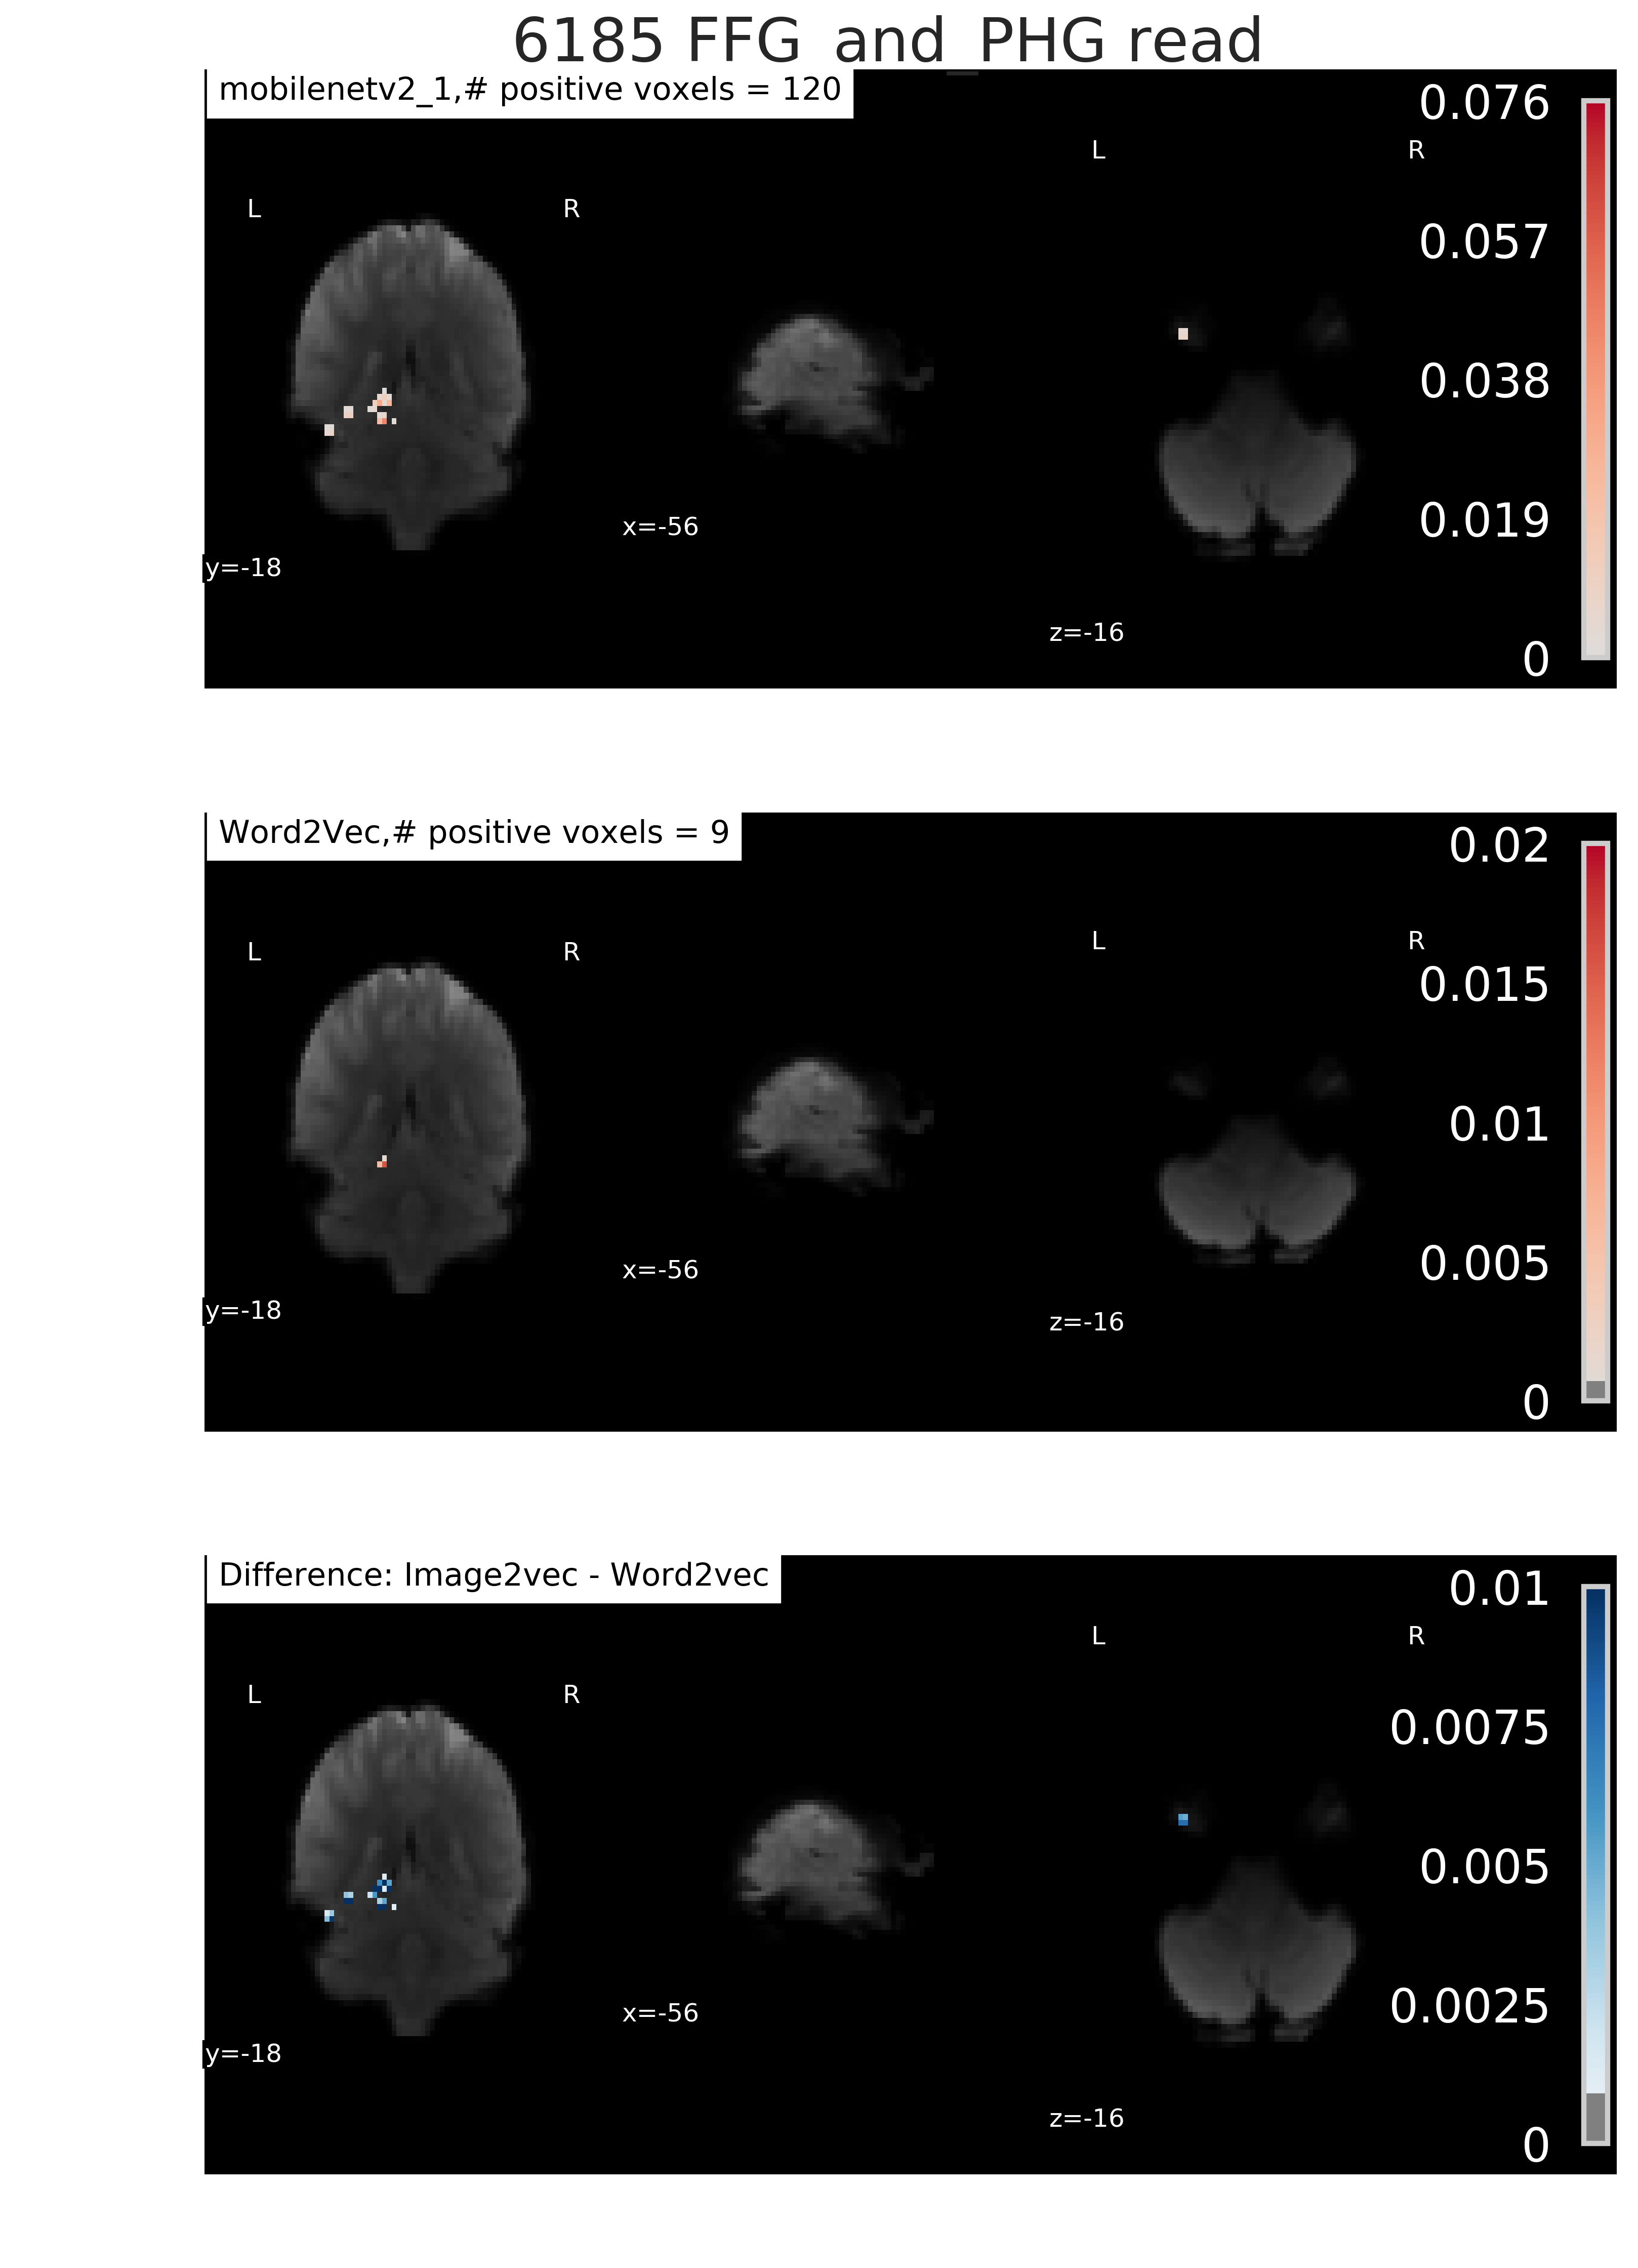 6185 FFG_and_PHG read
mobilenetv2_1,# positive voxels = 120
0.076
L R
L R
0.057
0.038
0.019
x=-56
y=-18
z=-16
0
Word2Vec,# positive voxels = 9
0.02
L R
L R
0.015
0.01
0.005
x=-56
y=-18
z=-16
0
Difference: Image2vec - Word2vec
0.01
L R
L R
0.0075
0.005
0.0025
x=-56
y=-18
z=-16
0